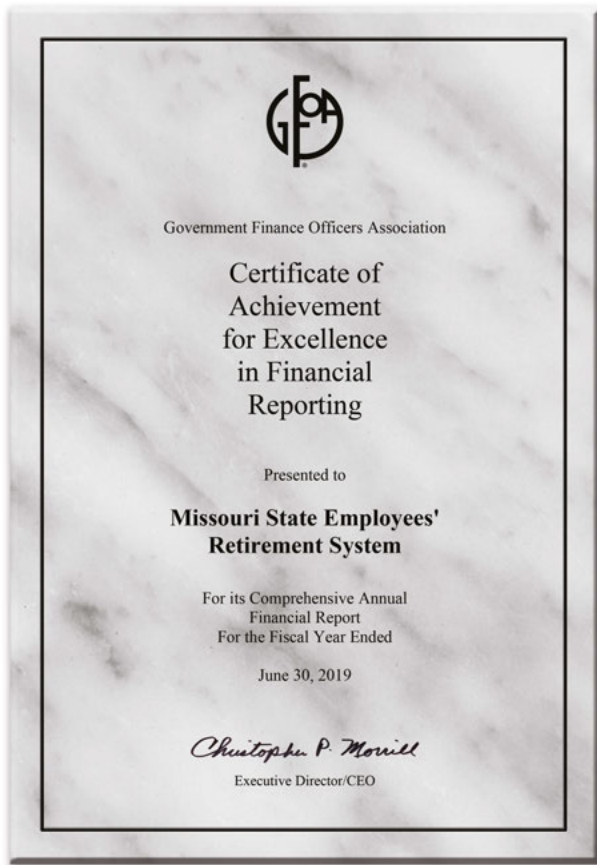 GFOA
Government Finance Officers Association
Certificate of
Achievement
for Excellence
in Financial
Reporting
Presented to
Missouri State Employees'
Retirement System
For its Comprehensive Annual
Financial Report
For the Fiscal Year Ended
June 30, 2019
Christopher P. Morrill
Executive Director/CEO